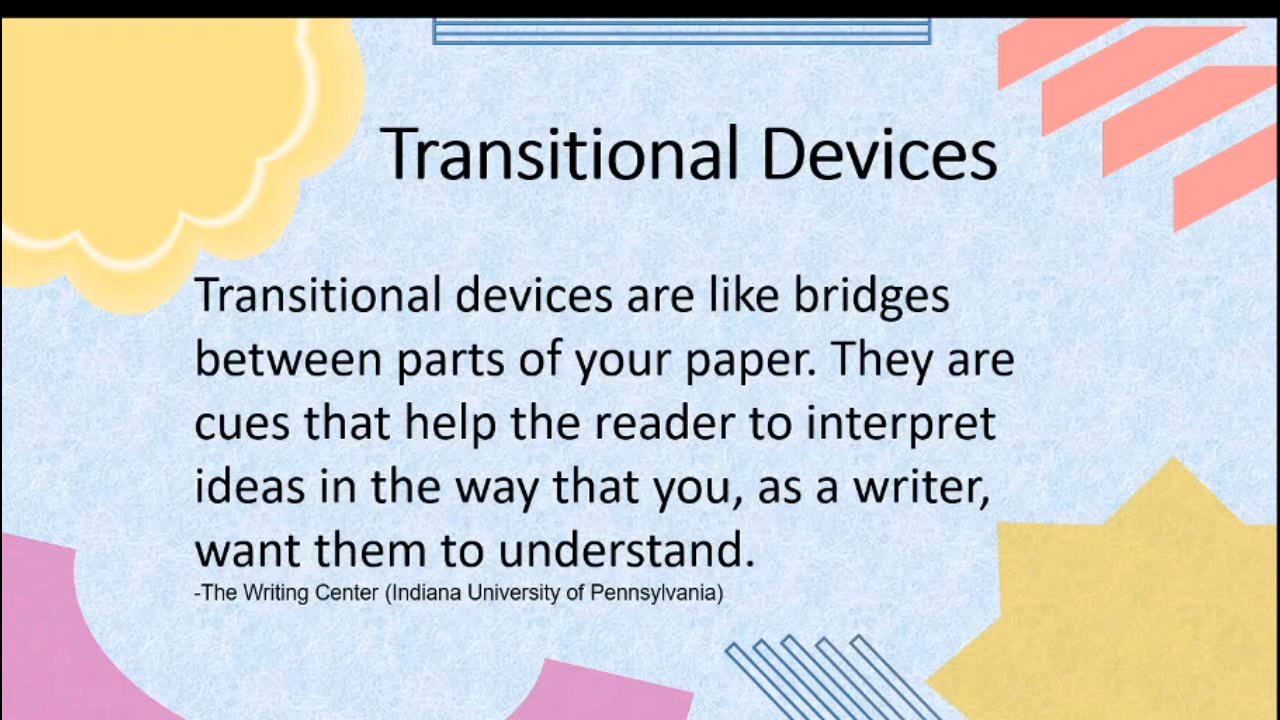 Transitional Devices
Transitional devices are like bridges
between parts of your paper. They are
cues that help the reader to interpret
ideas in the way that you, as a writer,
want them to understand.
-The Writing Center (Indiana University of Pennsylvania)